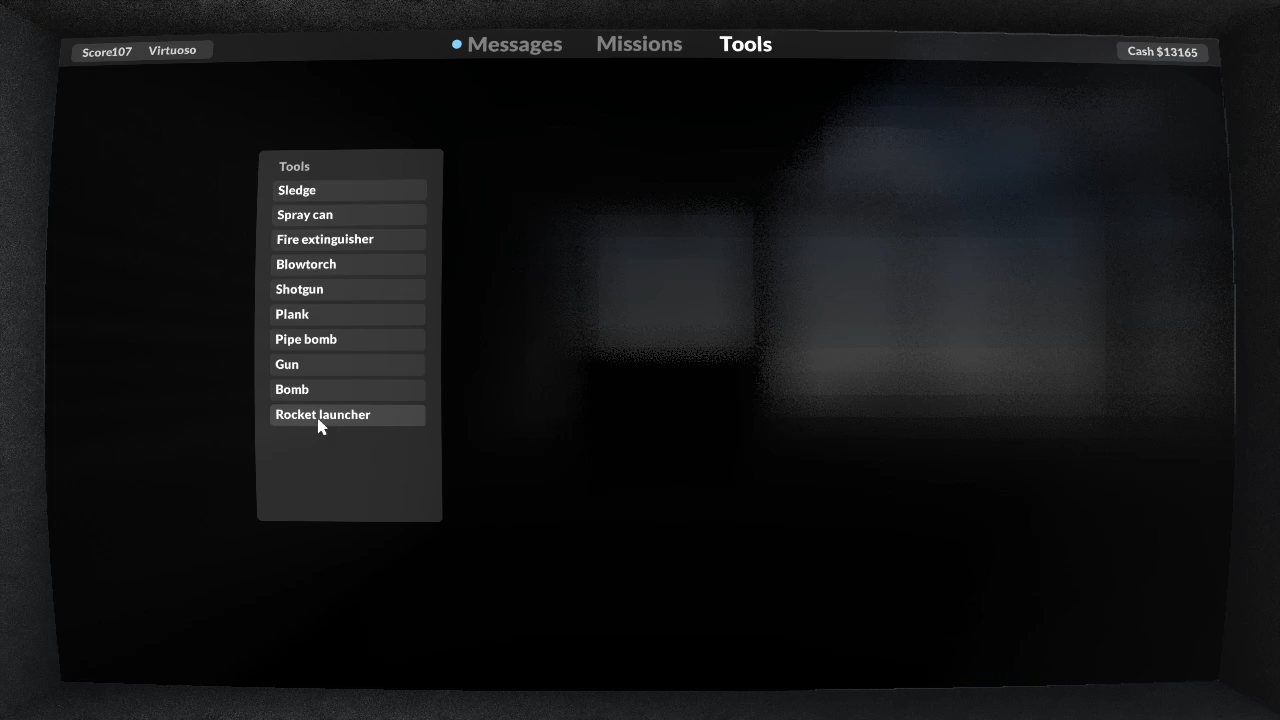 Score107 Virtuoso
Messages Missions Tools
Cash $13165
Tools
Sledge
Spray can
Fire extinguisher
Blowtorch
Shotgun
Plank
Pipe bomb
Gun
Bomb
Rocket launcher